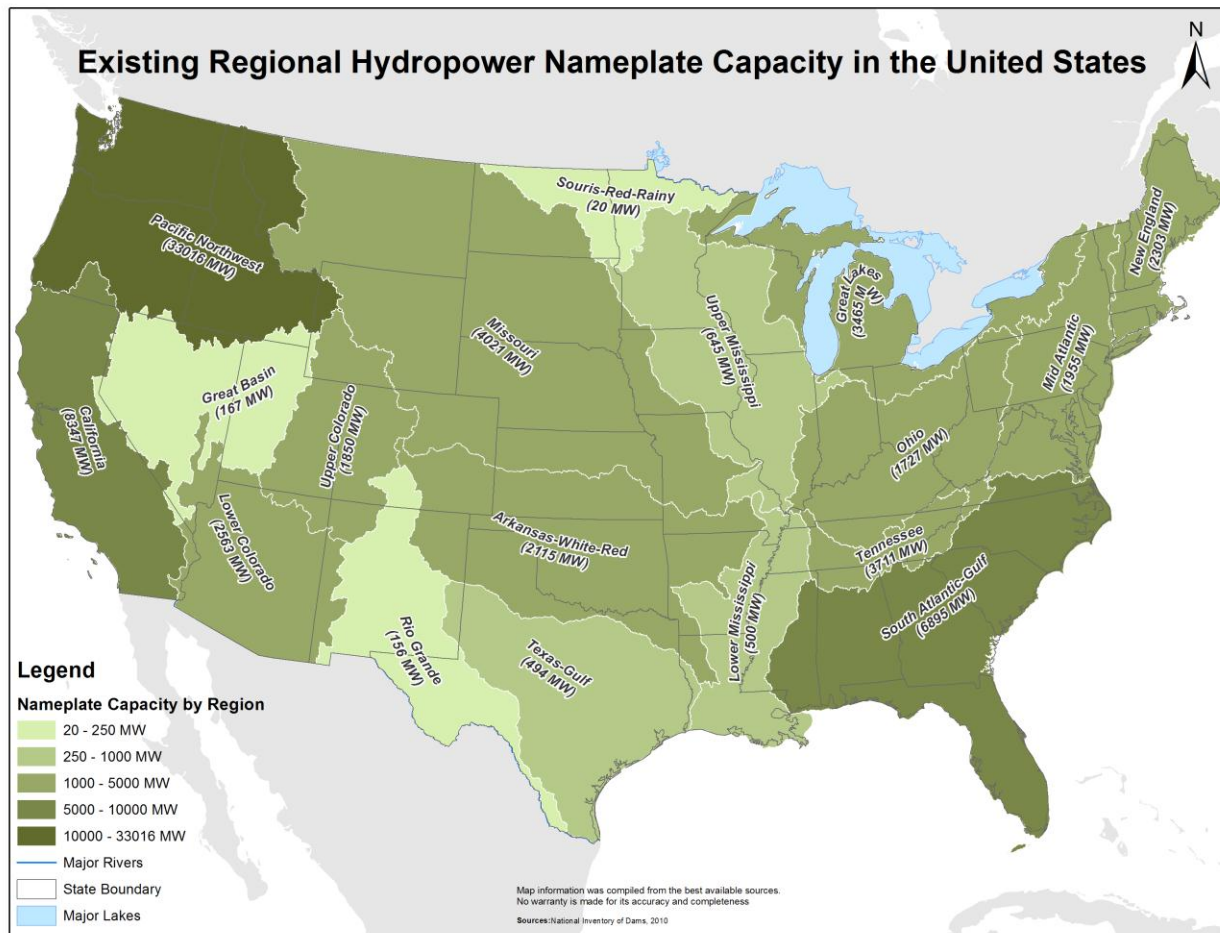 Existing Regional Hydropower Nameplate Capacity in the United States
N
Souris-Red-Rainy
(20 MW)
Pacific Northwest
(33016 MW)
New England
(2303 MW)
Great Lakes
(3465 MW)
Upper Mississippi
(645 MW)
Missouri
(4021 MW)
Mid Atlantic
(1955 MW)
Great Basin
(167 MW)
Upper Colorado
(1850 MW)
California
(8347 MW)
Ohio
(1727 MW)
Lower Colorado
(2563 MW)
Arkansas-White-Red
(2115 MW)
Tennessee
(3711 MW)
Lower Mississippi
(500 MW)
South Atlantic-Gulf
(6895 MW)
Rio Grande
(156 MW)
Texas-Gulf
(494 MW)
Legend
Nameplate Capacity by Region
20 - 250 MW
250 - 1000 MW
1000 - 5000 MW
5000 - 10000 MW
10000 - 33016 MW
Major Rivers
State Boundary
Major Lakes
Map information was compiled from the best available sources.
No warranty is made for its accuracy and completeness
Sources:National Inventory of Dams, 2010